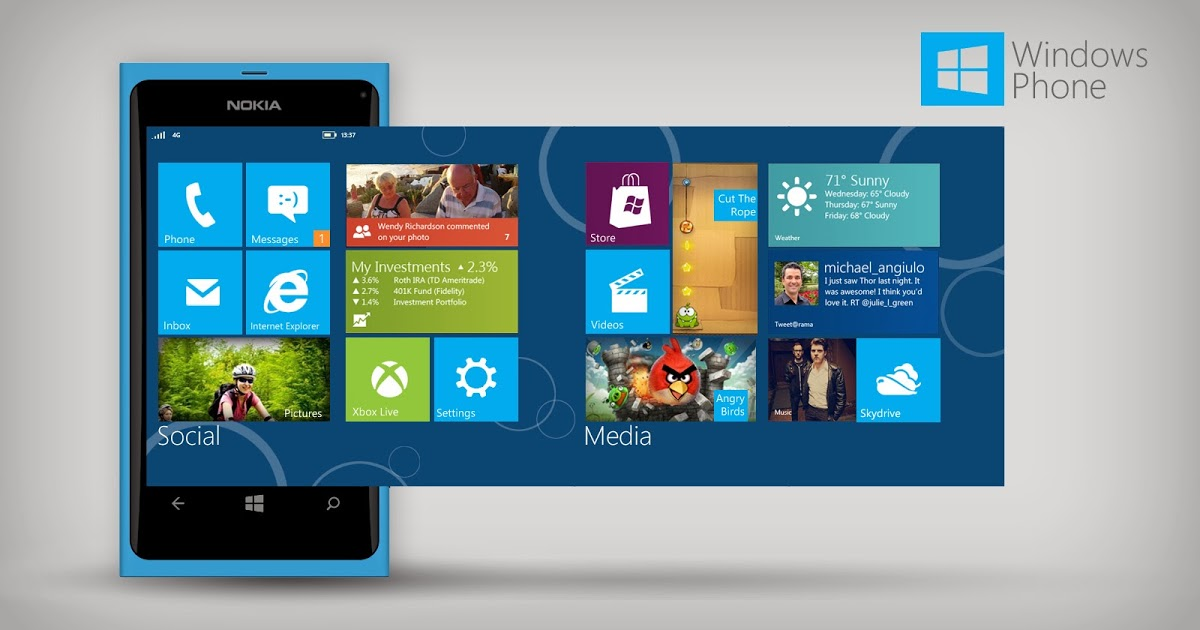 Windows
Phone
NOKIA
4G
13:37
Phone
Messages
1
Wendy Richardson commented
on your photo
7
Store
Cut The
Rope
71° Sunny
Wednesday: 65° Cloudy
Thursday: 67° Sunny
Friday: 68° Cloudy
Weather
Inbox
Internet Explorer
My Investments ▲ 2.3%
▲ 3.6% Roth IRA (TD Ameritrade)
▲ 2.7% 401K Fund (Fidelity)
▼ 1.4% Investment Portfolio
Videos
michael_angiulo
I just saw Thor last night. It
was awesome! I think you'd
love it. RT @julie_l_green
Tweet@rama
Pictures
Xbox Live
Settings
Angry
Birds
Music
Skydrive
Social
Media